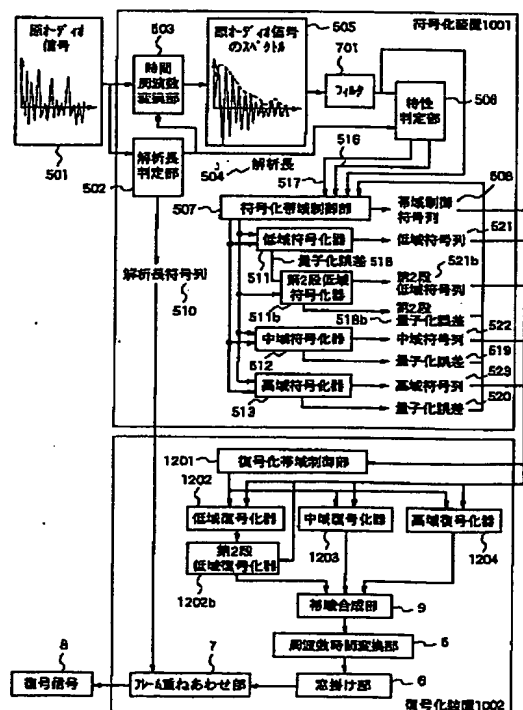 符号化装置1001
原オーディオ
信号
501
503
時間
周波数
変換部
505
原オーディオ信号
のスペクトル
701
フィルタ
特性
判定部
506
解析長
判定部
502
504
解析長
516
517
507
符号化帯域制御部
508
帯域制御
符号列
低域符号化器
511
低域符号列
521
量子化誤差 518
第2段低域
符号化器
511b
第2段
低域符号列
521b
第2段
量子化誤差
518b
解析長符号列
510
中域符号化器
512
中域符号列
522
量子化誤差
519
高域符号化器
513
高域符号列
523
量子化誤差
520
1201
復号化帯域制御部
1202
低域復号化器
中域復号化器
1203
高域復号化器
1204
第2段
低域復号化器
1202b
帯域合成部
9
周波数時間変換部
5
8
復号信号
7
フレーム重ねあわせ部
窓掛け部
6
復号化装置1002